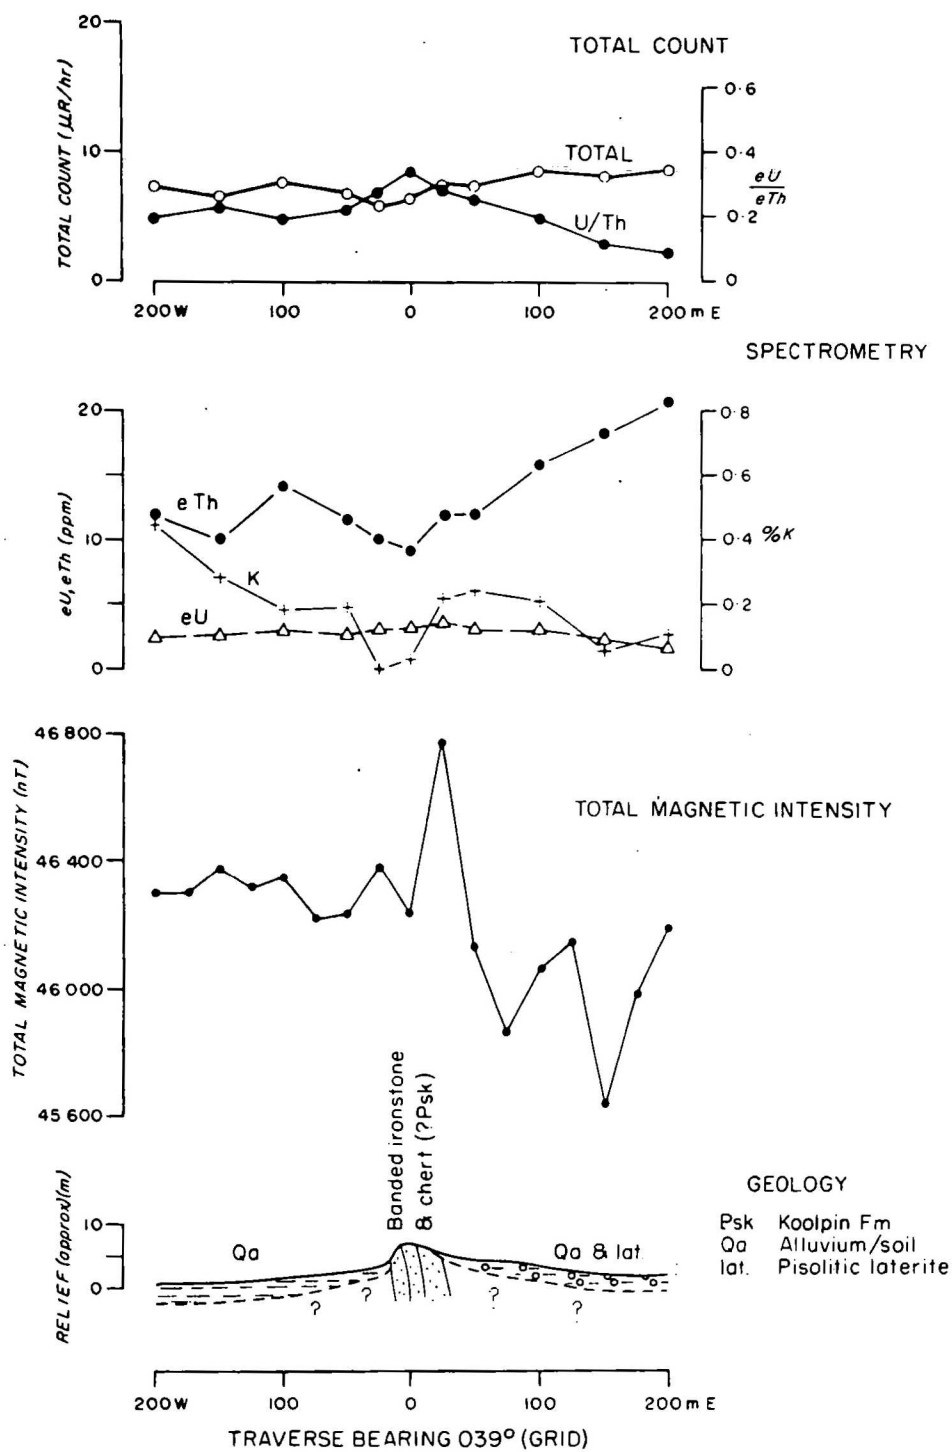 TOTAL COUNT
20
10
0
TOTAL COUNT (μR/hr)
0·6
0·4
0·2
0
eU
eTh
TOTAL
U/Th
200W 100 0 100 200mE
SPECTROMETRY
20
10
0
eU, eTh (ppm)
0·8
0·6
0·4
0·2
0
%K
eTh
K
eU
46 800
46 400
46 000
45 600
TOTAL MAGNETIC INTENSITY (nT)
TOTAL MAGNETIC INTENSITY
Banded ironstone
& chert (?Psk)
GEOLOGY
Psk Koolpin Fm
Qa Alluvium/soil
lat. Pisolitic laterite
RELIEF (approx)(m)
10
0
Qa
Qa & lat
? ? ? ?
200W 100 0 100 200mE
TRAVERSE BEARING 039° (GRID)